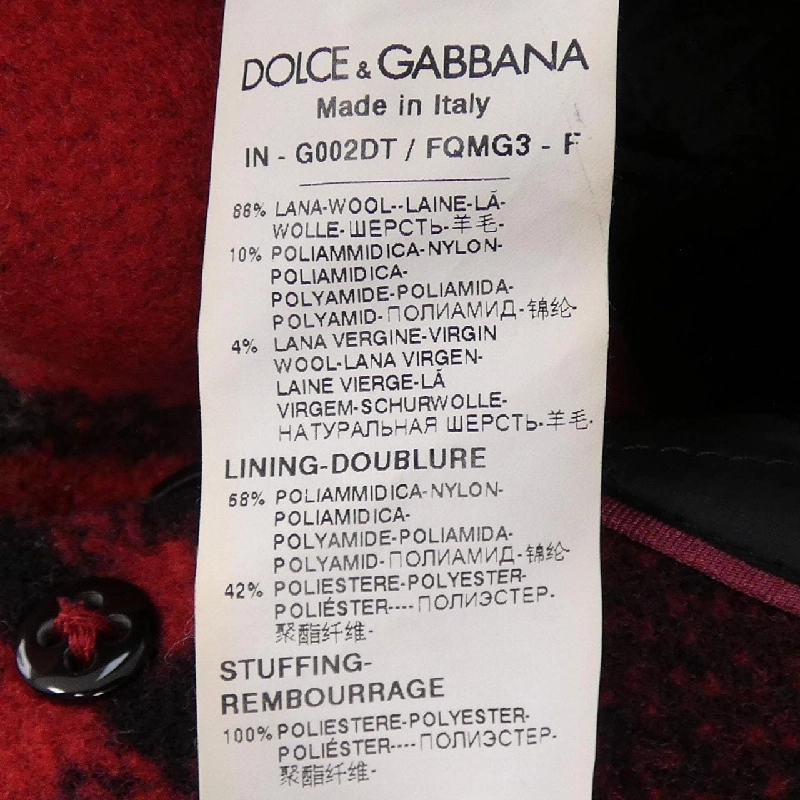 DOLCE & GABBANA
Made in Italy
IN - G002DT / FQMG3 - F
86% LANA-WOOL--LAINE-LÃ-
WOLLE-ШЕРСТЬ-羊毛-
10% POLIAMMIDICA-NYLON-
POLIAMIDICA-
POLYAMIDE-POLIAMIDA-
POLYAMID-ПОЛИАМИД-锦纶-
4% LANA VERGINE-VIRGIN
WOOL-LANA VIRGEN-
LAINE VIERGE-LÃ
VIRGEM-SCHURWOLLE-
НАТУРАЛЬНАЯ ШЕРСТЬ-羊毛-
LINING-DOUBLURE
58% POLIAMMIDICA-NYLON-
POLIAMIDICA-
POLYAMIDE-POLIAMIDA-
POLYAMID-ПОЛИАМИД-锦纶-
42% POLIESTERE-POLYESTER-
POLIÉSTER----ПОЛИЭСТЕР-
聚酯纤维-
STUFFING-
REMBOURRAGE
100% POLIESTERE-POLYESTER-
POLIÉSTER----ПОЛИЭСТЕР-
聚酯纤维-